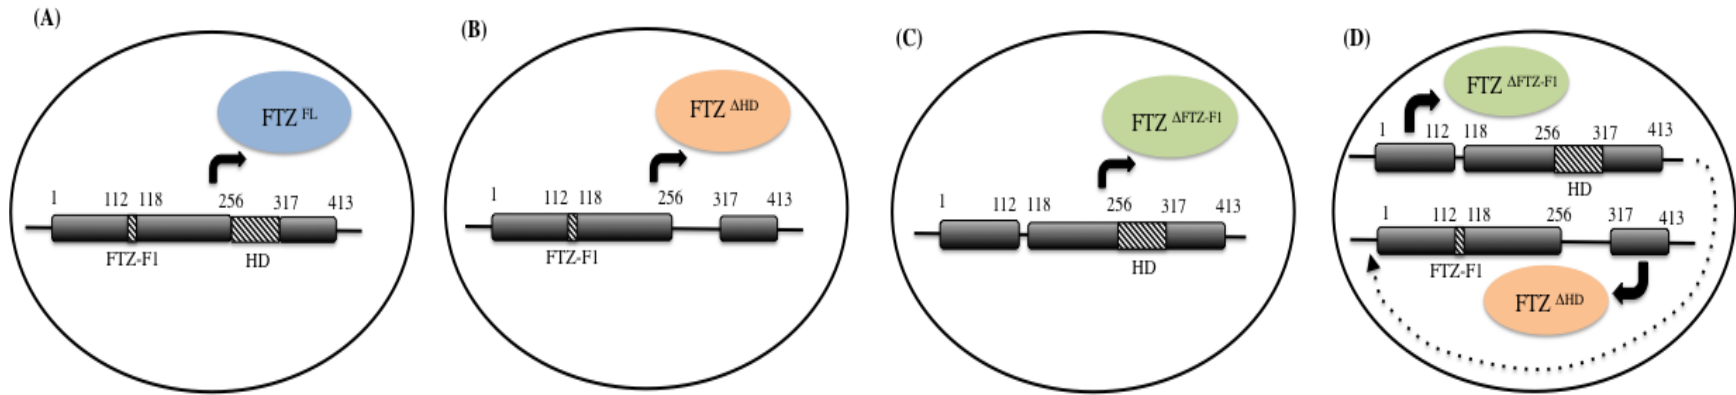 (A)
FTZ FL
1 112 118 256 317 413
FTZ-F1 HD
(B)
FTZ ΔHD
1 112 118 256 317 413
FTZ-F1
(C)
FTZ ΔFTZ-F1
1 112 118 256 317 413
HD
(D)
FTZ ΔFTZ-F1
1 112 118 256 317 413
HD
1 112 118 256 317 413
FTZ-F1
FTZ ΔHD